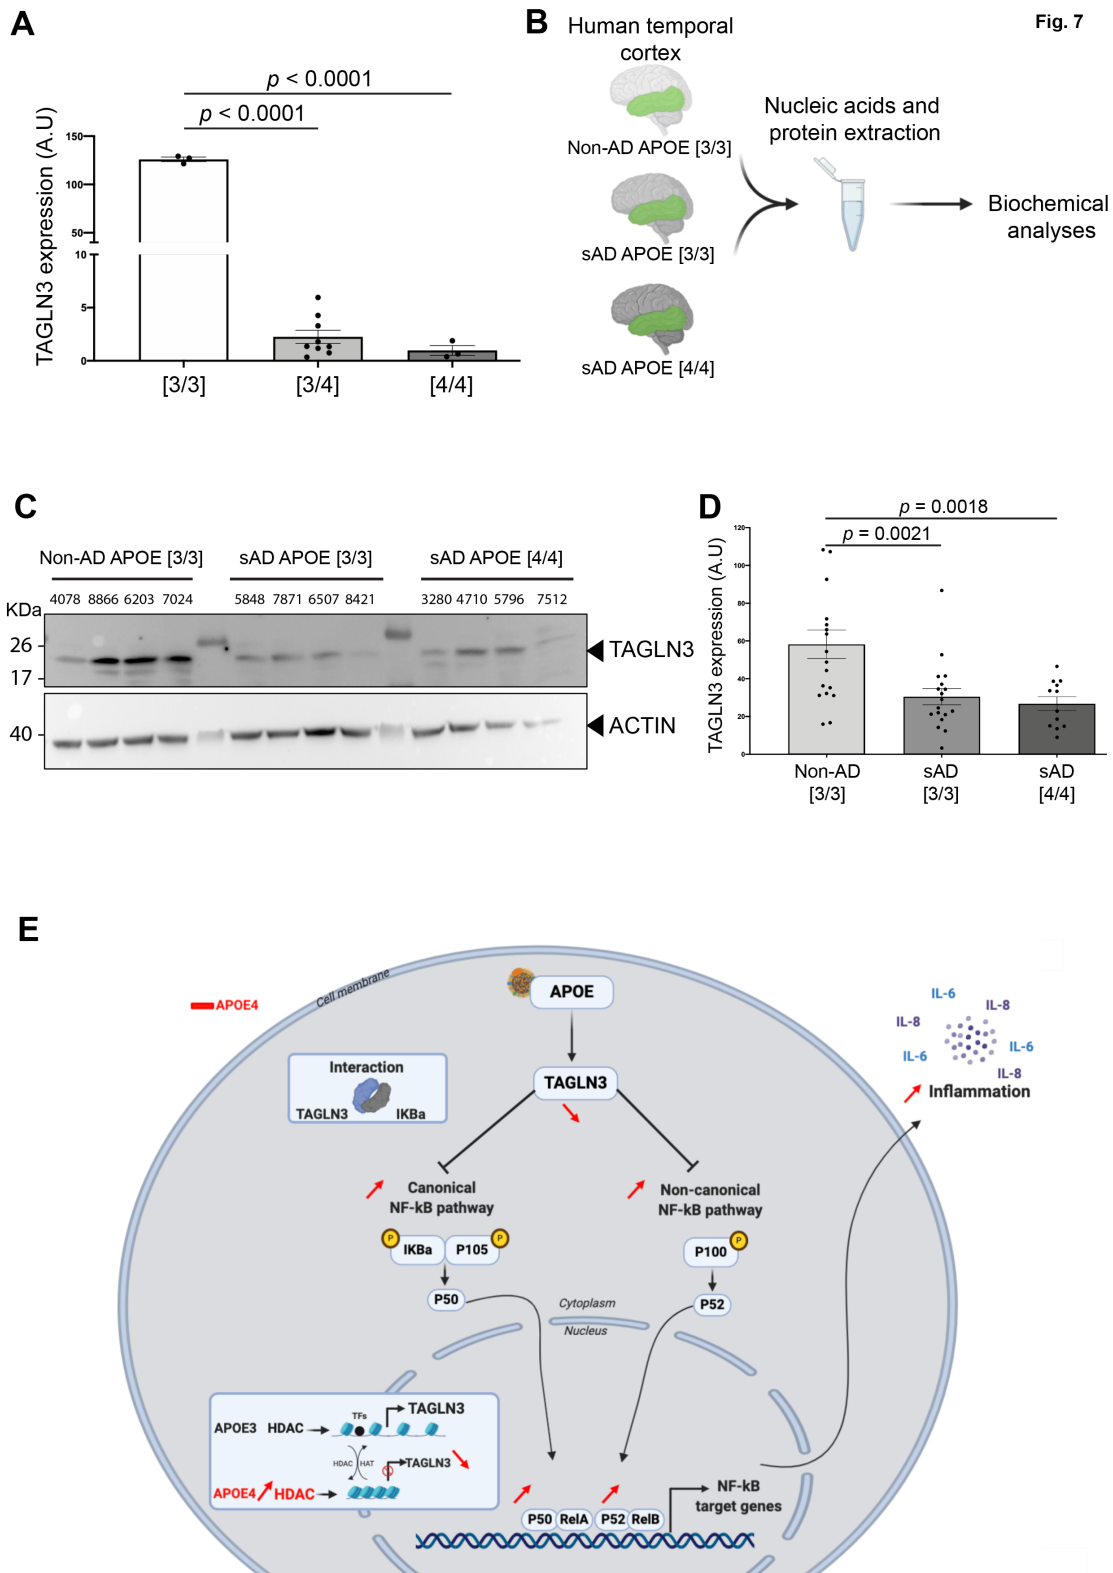 Fig. 7
A
p < 0.0001
p < 0.0001
TAGLN3 expression (A.U)
150
100
50
10
5
0
[3/3]
[3/4]
[4/4]
B
Human temporal
cortex
Non-AD APOE [3/3]
sAD APOE [3/3]
sAD APOE [4/4]
Nucleic acids and
protein extraction
Biochemical
analyses
C
Non-AD APOE [3/3]
sAD APOE [3/3]
sAD APOE [4/4]
4078 8866 6203 7024
5848 7871 6507 8421
3280 4710 5796 7512
KDa
26
17
TAGLN3
40
ACTIN
D
p = 0.0018
p = 0.0021
TAGLN3 expression (A.U)
120
100
80
60
40
20
0
Non-AD
[3/3]
sAD
[3/3]
sAD
[4/4]
E
APOE4
Cell membrane
APOE
Interaction
TAGLN3
IKBa
TAGLN3
Canonical
NF-kB pathway
Non-canonical
NF-kB pathway
P
IKBa
P105
P
P50
P100
P
P52
Cytoplasm
Nucleus
IL-6
IL-8
IL-8
IL-6
IL-6
IL-8
Inflammation
APOE3 HDAC
TFs
TAGLN3
HDAC
HAT
TAGLN3
APOE4
HDAC
P50
RelA
P52
RelB
NF-kB
target genes